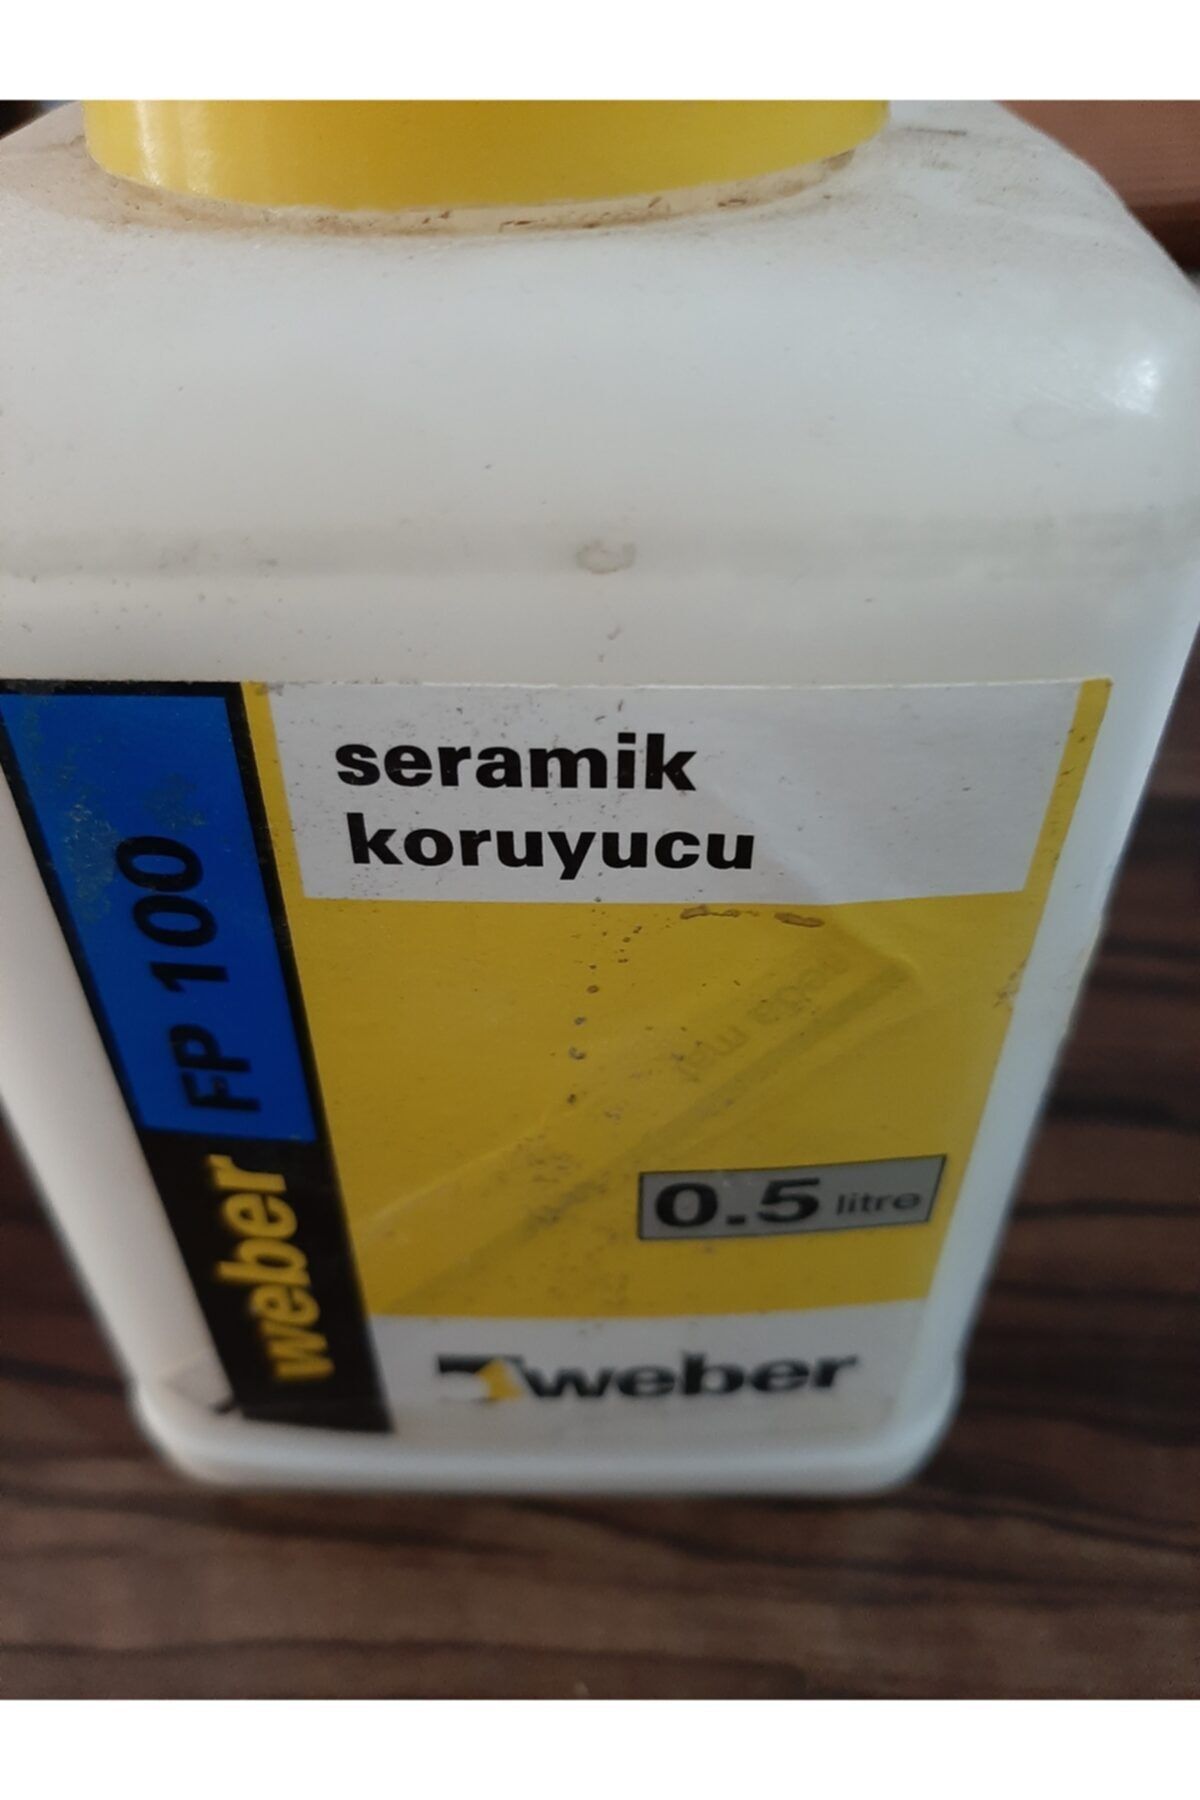 seramik
koruyucu
weber FP 100
0.5 litre
weber